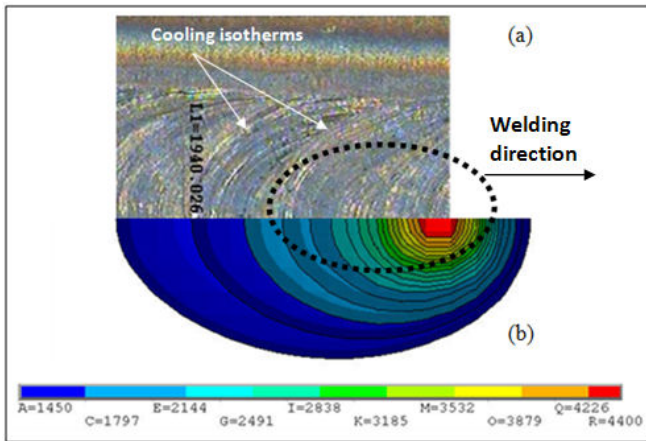 Cooling isotherms
(a)
L1=1940.026
Welding
direction
(b)
A=1450 E=2144 I=2838 M=3532 Q=4226
C=1797 G=2491 K=3185 O=3879 R=4400